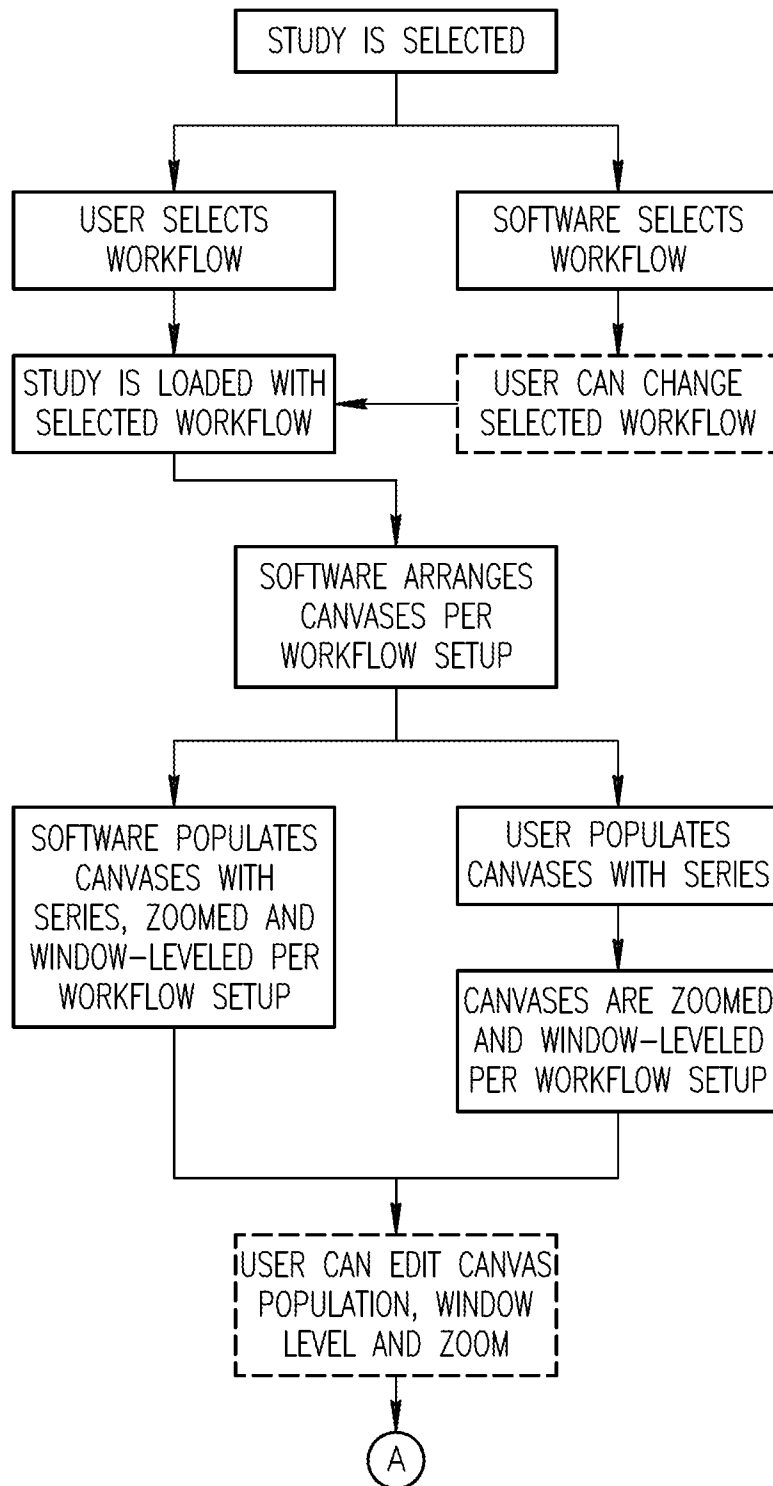 STUDY IS SELECTED
USER SELECTS
WORKFLOW
SOFTWARE SELECTS
WORKFLOW
STUDY IS LOADED WITH
SELECTED WORKFLOW
USER CAN CHANGE
SELECTED WORKFLOW
SOFTWARE ARRANGES
CANVASES PER
WORKFLOW SETUP
SOFTWARE POPULATES
CANVASES WITH
SERIES, ZOOMED AND
WINDOW-LEVELED PER
WORKFLOW SETUP
USER POPULATES
CANVASES WITH SERIES
CANVASES ARE ZOOMED
AND WINDOW-LEVELED
PER WORKFLOW SETUP
USER CAN EDIT CANVAS
POPULATION, WINDOW
LEVEL AND ZOOM
A